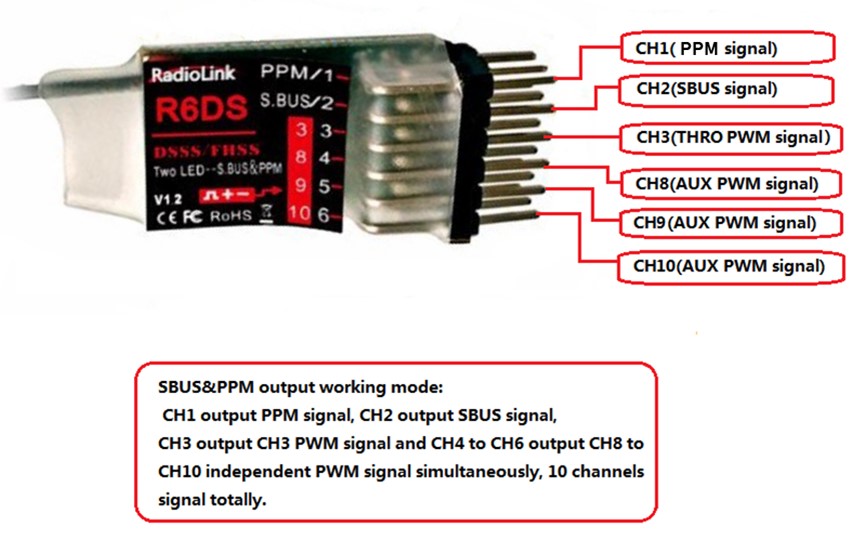 RadioLink PPM/1
R6DS S.BUS/2
3 3
DSSS/FHSS
8 4
Two LED--S.BUS&PPM
V1.2 + - 9 5
CE FC RoHS 10 6
CH1( PPM signal)
CH2(SBUS signal)
CH3(THRO PWM signal)
CH8(AUX PWM signal)
CH9(AUX PWM signal)
CH10(AUX PWM signal)
SBUS&PPM output working mode:
CH1 output PPM signal, CH2 output SBUS signal,
CH3 output CH3 PWM signal and CH4 to CH6 output CH8 to
CH10 independent PWM signal simultaneously, 10 channels
signal totally.